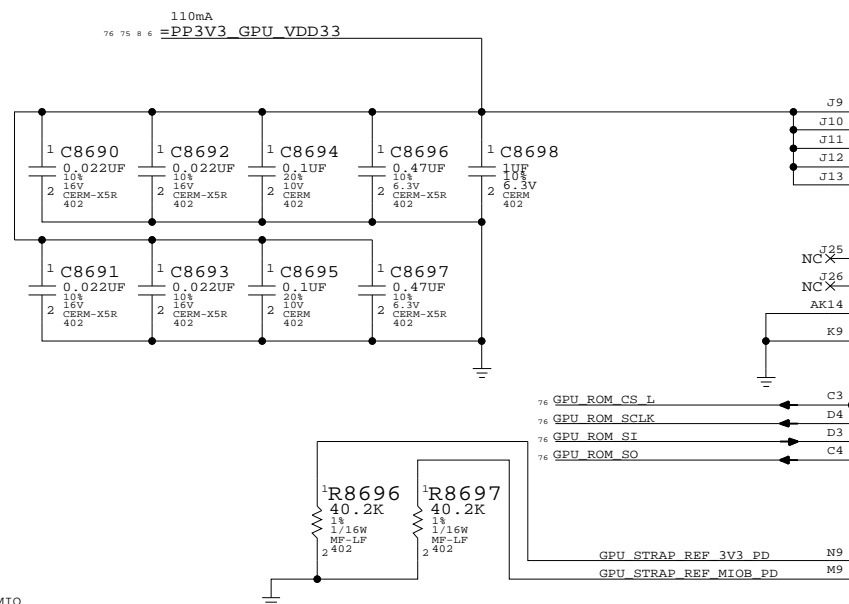 110mA
76 75 8 6 =PP3V3_GPU_VDD33
J9
J10
J11
J12
J13
1 C8690
0.022UF
10%
16V
2 CERM-X5R
402
1 C8692
0.022UF
10%
16V
2 CERM-X5R
402
1 C8694
0.1UF
20%
10V
2 CERM
402
1 C8696
0.47UF
10%
6.3V
2 CERM-X5R
402
1 C8698
1UF
10%
6.3V
2 CERM
402
1 C8691
0.022UF
10%
16V
2 CERM-X5R
402
1 C8693
0.022UF
10%
16V
2 CERM-X5R
402
1 C8695
0.1UF
20%
10V
2 CERM
402
1 C8697
0.47UF
10%
6.3V
2 CERM-X5R
402
NC J25
NC J26
AK14
K9
76 GPU_ROM_CS_L C3
76 GPU_ROM_SCLK D4
76 GPU_ROM_SI D3
76 GPU_ROM_SO C4
1 R8696
40.2K
1%
1/16W
MF-LF
2 402
1 R8697
40.2K
1%
1/16W
MF-LF
2 402
GPU_STRAP_REF_3V3_PD N9
GPU_STRAP_REF_MIOB_PD M9
MIO